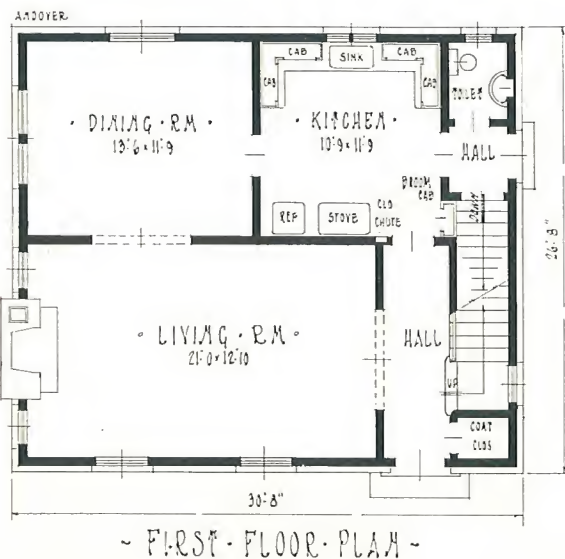 ANDOVER
CAB
SINK
CAB
CAB
CAB
TOILET
· DINING · RM ·
13'-6 x 11'-9
· KITCHEN ·
10'-9 x 11'-9
HALL
BROOM
CAB
DOWN
REF
STOVE
CLO
CHUTE
26'-8"
· LIVING · RM ·
21'-0 x 12'-10
HALL
UP
COAT
CLOS
30'-8"
~ FIRST · FLOOR · PLAN ~